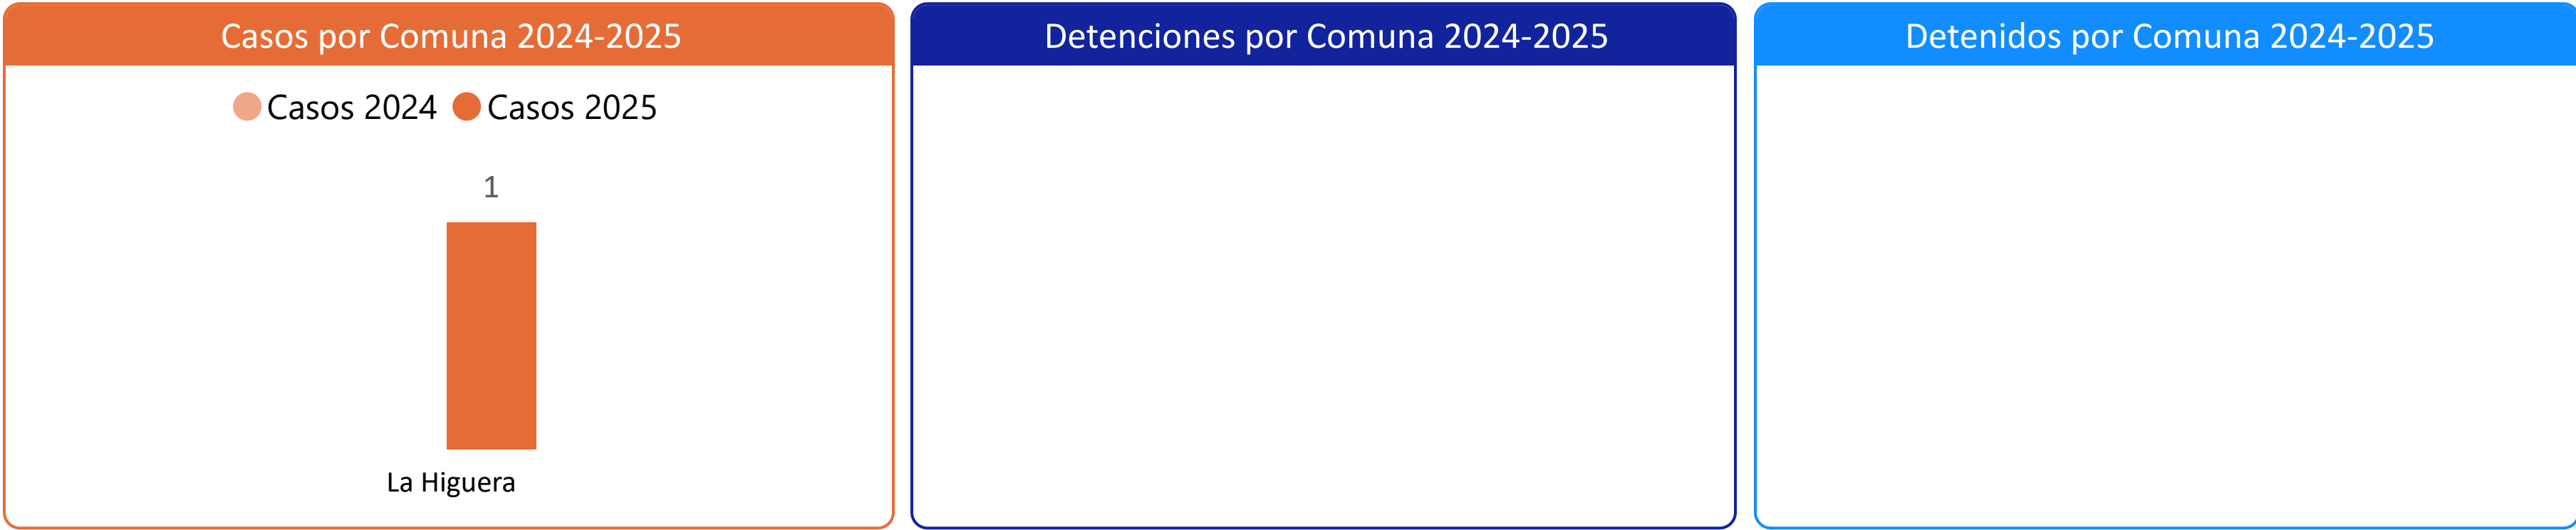 Casos por Comuna 2024-2025
Casos 2024 Casos 2025
1
La Higuera
Detenciones por Comuna 2024-2025
Detenidos por Comuna 2024-2025